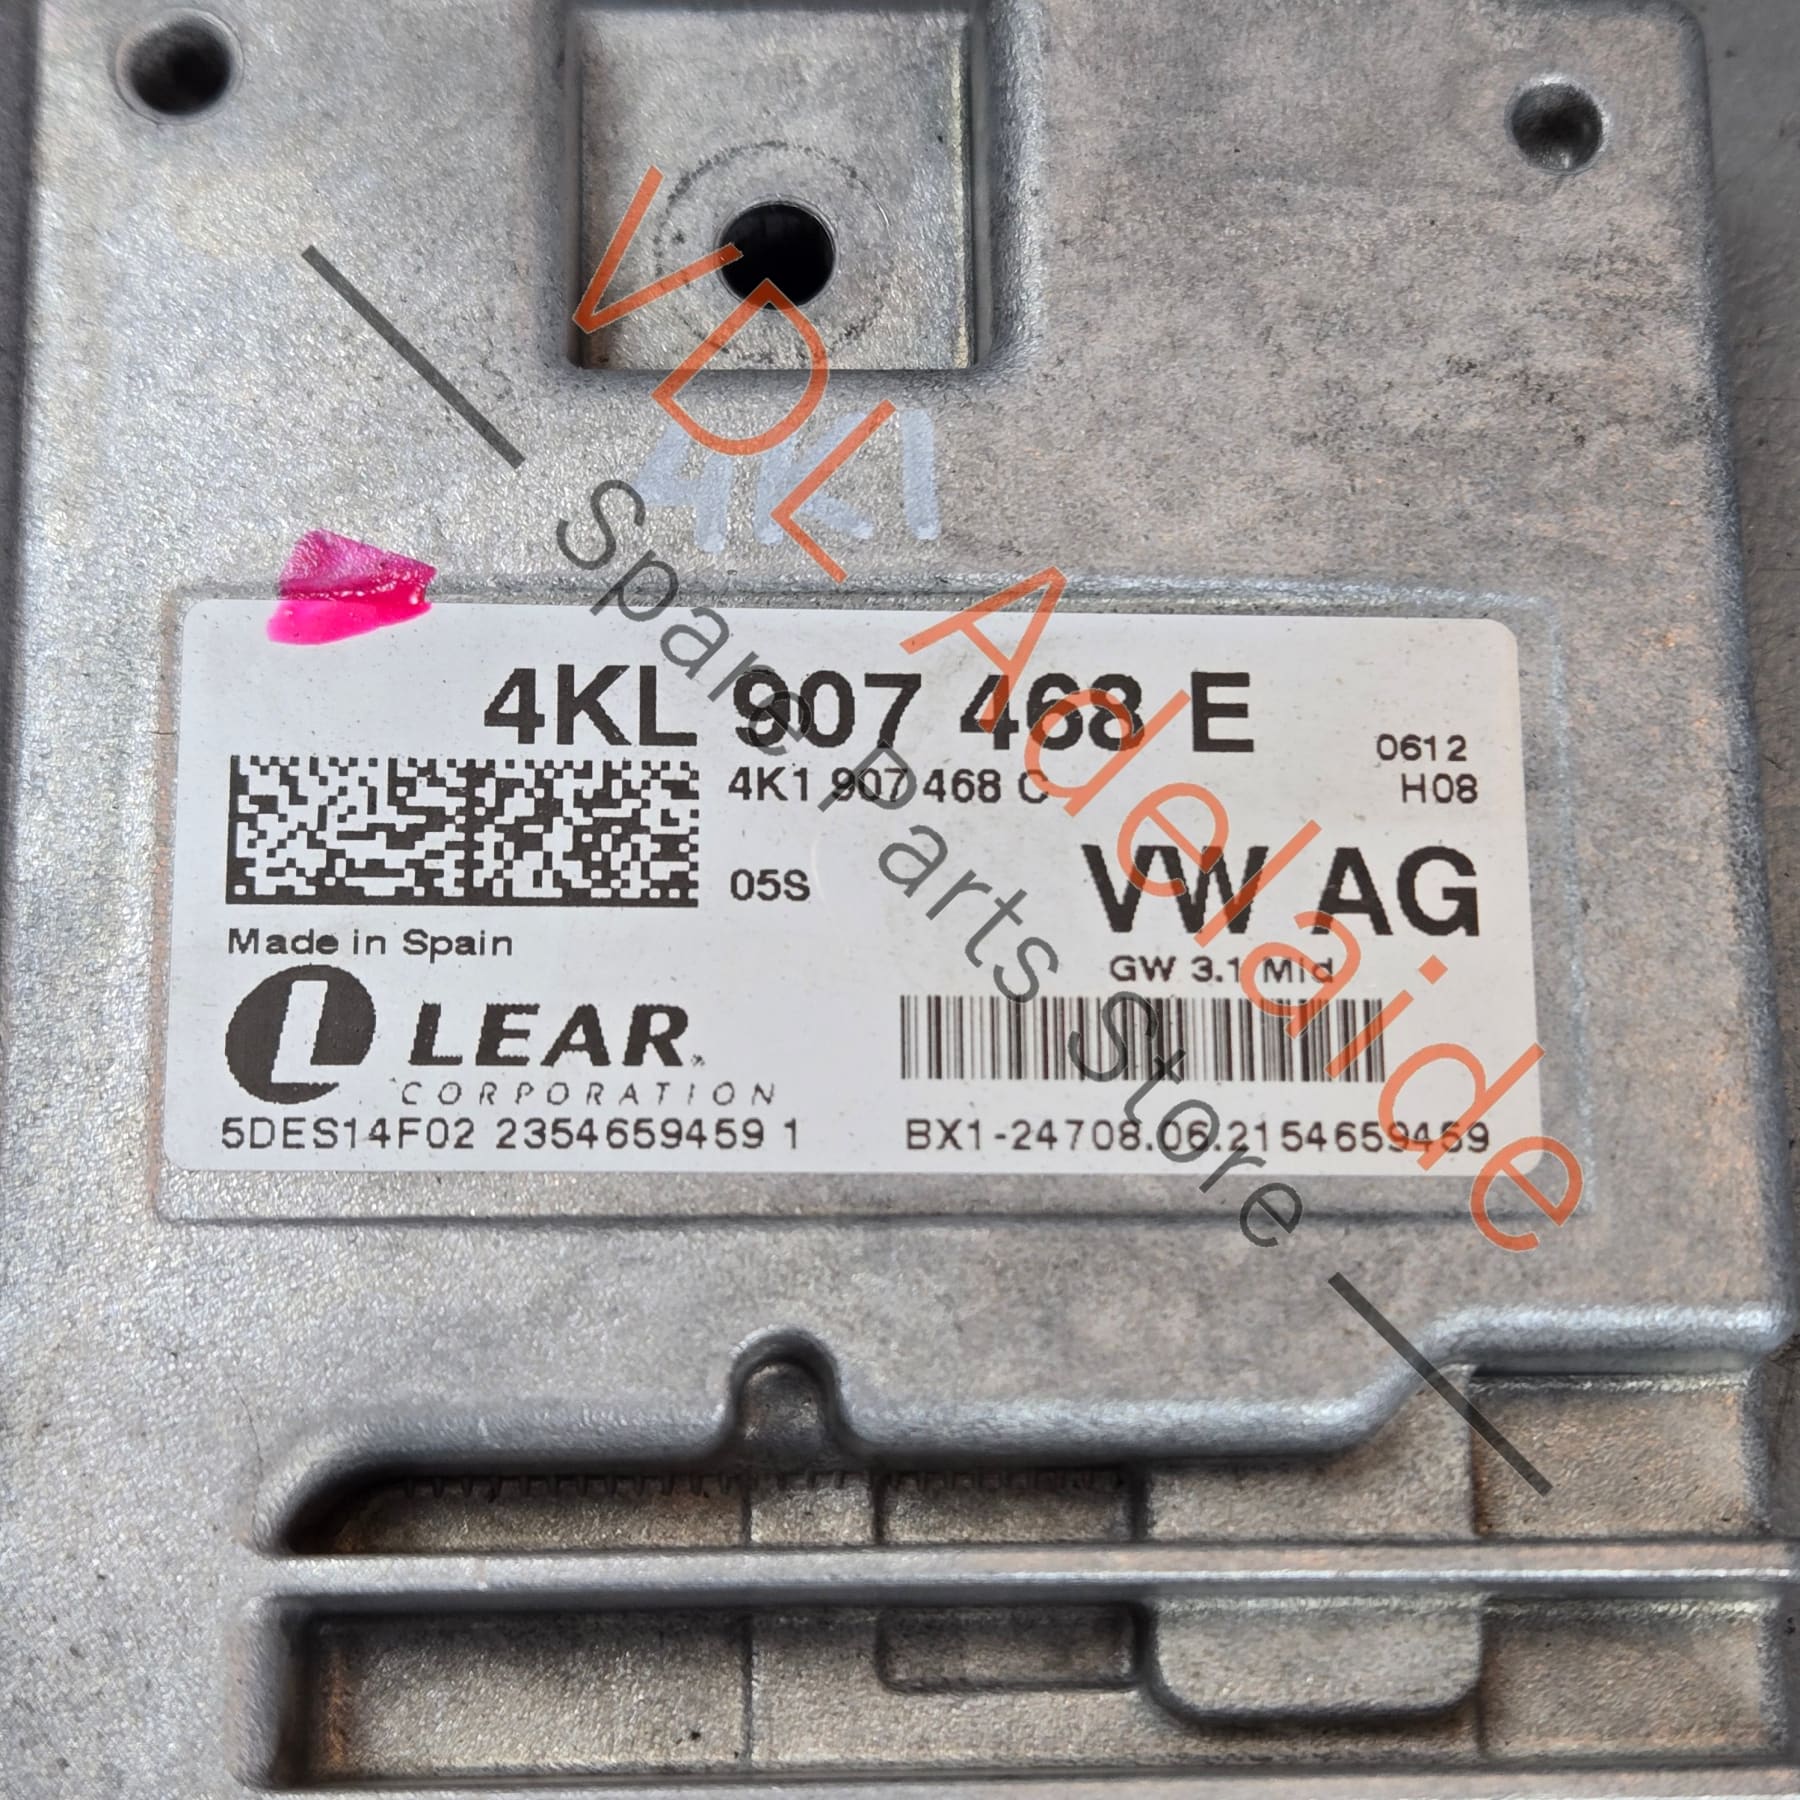 4K1
4KL 907 468 E
0612
4K1 907 468 C
H08
05S
VW AG
Made in Spain
GW 3.1 Mid
LEAR
CORPORATION
5DES14F02 2354659459 1
BX1-24708.06.2154659459
VDL Adelaide
Spare Parts Store